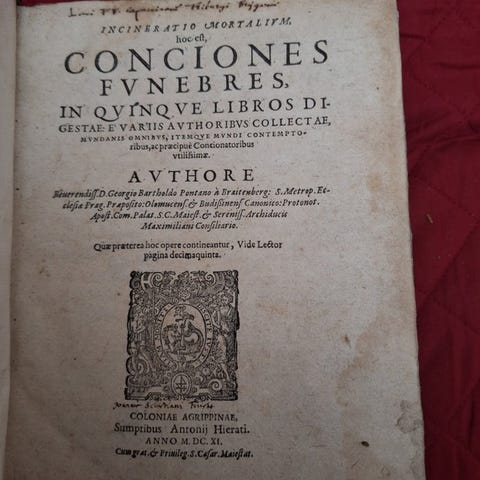 INCINERATIO MORTALIVM,
hoc est,
CONCIONES
FVNEBRES,
IN QVINQVE LIBROS DI-
GESTAE: E VARIIS AVTHORIBVS COLLECTAE,
MVNDANIS OMNIBVS, ITEMQVE MVNDI CONTEMPTO-
ribus, ac præcipuè Concionatoribus
vtilissimæ.
AVTHORE
Reuerendiss. D. Georgio Bartholdo Pontano à Braitenberg: S. Metrop. Ec-
clesiæ Prag. Præposito: Olomucens. & Budissinens. Canonico: Protonot.
Apost. Com. Palat. S. C. Maiest. & Sereniss. Archiducis
Maximiliani Consiliario.
Quæ præterea hoc opere contineantur, Vide Lector
pagina decimaquinta.
COLONIAE AGRIPPINAE,
Sumptibus Antonij Hierati.
ANNO M. DC. XI.
Cum grat. & Priuileg. S. Cæsar. Maiestat.